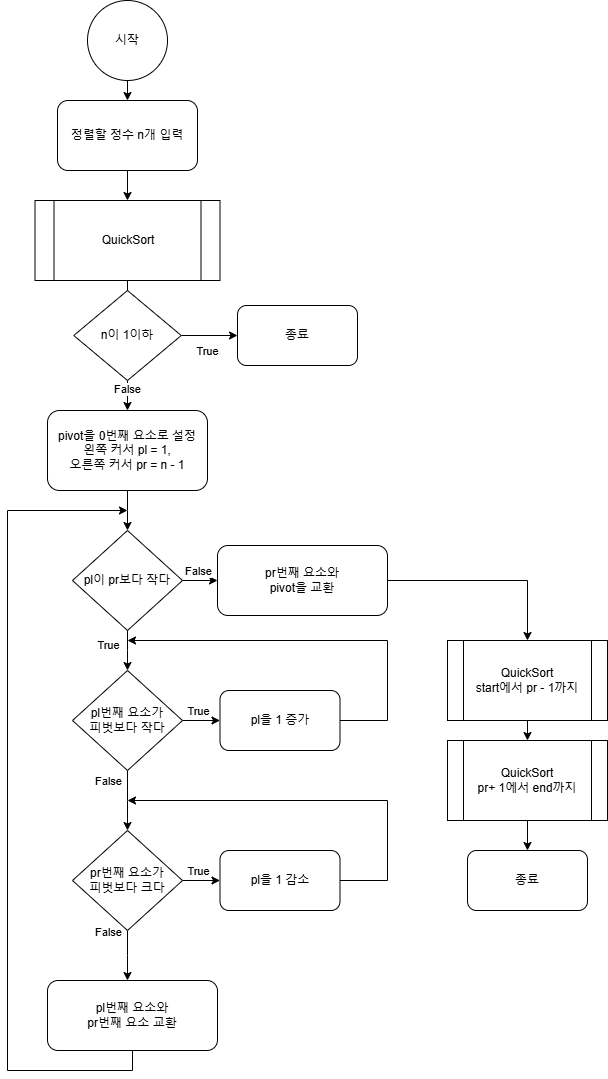 시작
정렬할 정수 n개 입력
QuickSort
n이 1이하
True
종료
False
pivot을 0번째 요소로 설정
왼쪽 커서 pl = 1,
오른쪽 커서 pr = n - 1
pl이 pr보다 작다
False
pr번째 요소와
pivot을 교환
True
QuickSort
start에서 pr - 1까지
pl번째 요소가
피벗보다 작다
True
pl을 1 증가
False
QuickSort
pr+ 1에서 end까지
pr번째 요소가
피벗보다 크다
True
pl을 1 감소
종료
False
pl번째 요소와
pr번째 요소 교환